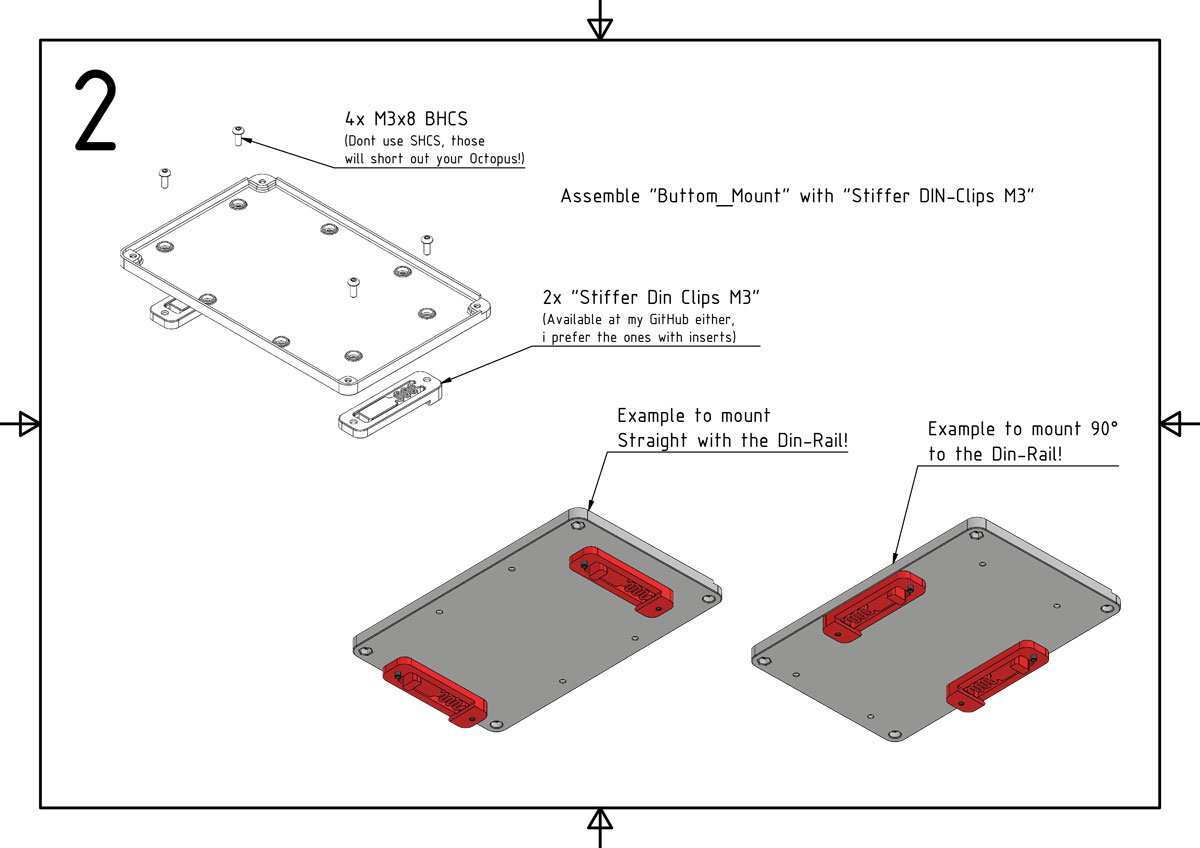 2
4x M3x8 BHCS
(Dont use SHCS, those
will short out your Octopus!)
Assemble "Buttom_Mount" with "Stiffer DIN-Clips M3"
2x "Stiffer Din Clips M3"
(Available at my GitHub either,
i prefer the ones with inserts)
Example to mount
Straight with the Din-Rail!
Example to mount 90°
to the Din-Rail!